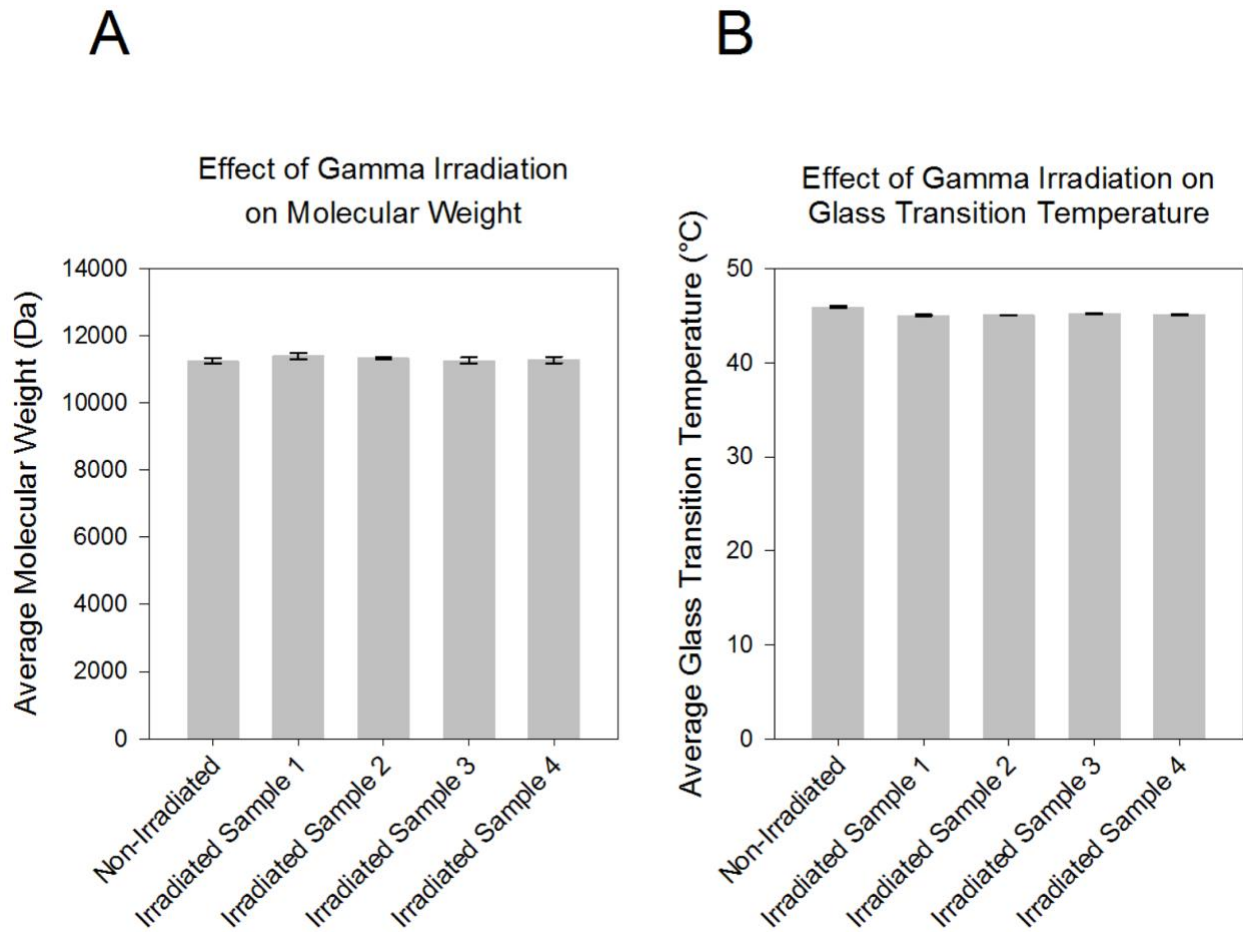 A
Effect of Gamma Irradiation
on Molecular Weight
Average Molecular Weight (Da)
14000
12000
10000
8000
6000
4000
2000
0
Non-Irradiated
Irradiated Sample 1
Irradiated Sample 2
Irradiated Sample 3
Irradiated Sample 4
B
Effect of Gamma Irradiation on
Glass Transition Temperature
Average Glass Transition Temperature (°C)
50
40
30
20
10
0
Non-Irradiated
Irradiated Sample 1
Irradiated Sample 2
Irradiated Sample 3
Irradiated Sample 4